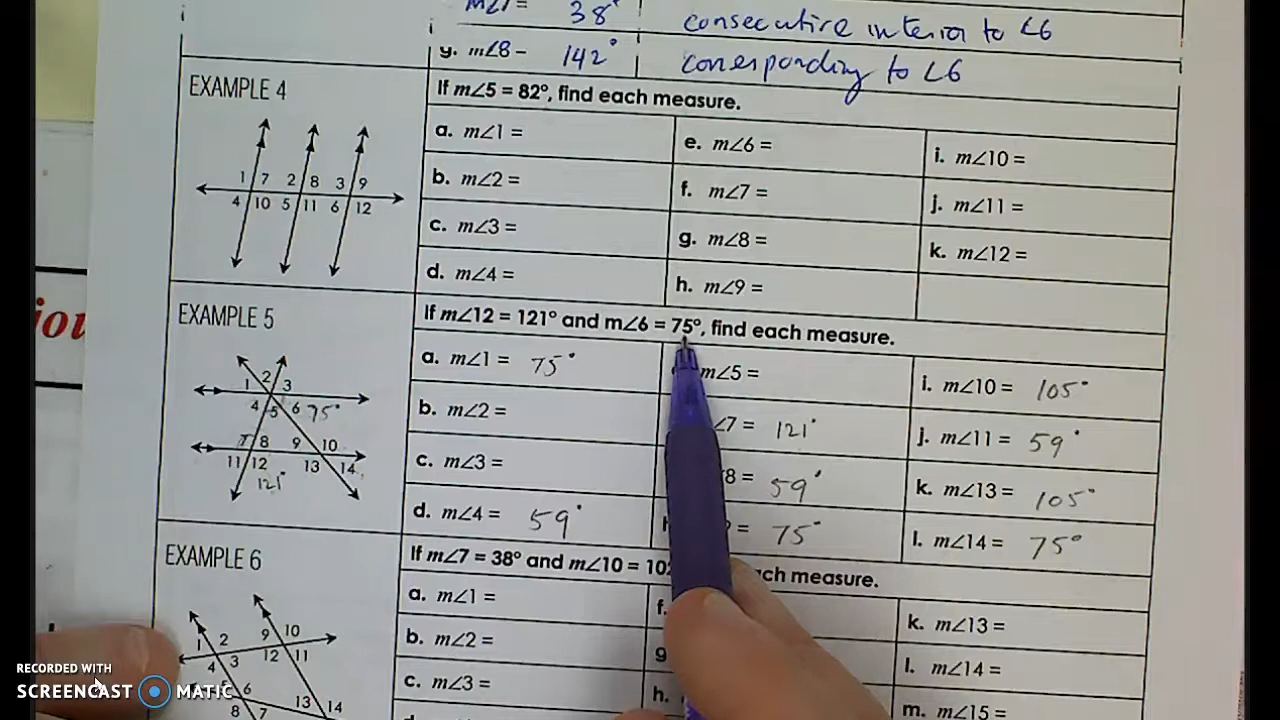 38°
consecutive interior to ∠6
y. m∠8 – 142° corresponding to ∠6
EXAMPLE 4
If m∠5 = 82°, find each measure.
a. m∠1 = e. m∠6 = i. m∠10 =
b. m∠2 = f. m∠7 = j. m∠11 =
c. m∠3 = g. m∠8 = k. m∠12 =
d. m∠4 = h. m∠9 =
1 7 2 8 3 9
4 10 5 11 6 12
EXAMPLE 5
If m∠12 = 121° and m∠6 = 75°, find each measure.
a. m∠1 = 75° m∠5 = i. m∠10 = 105°
b. m∠2 = ∠7 = 121° j. m∠11 = 59°
c. m∠3 = 8 = 59° k. m∠13 = 105°
d. m∠4 = 59° = 75° l. m∠14 = 75°
1 2 3
4 5 6 75°
7 8 9 10
11 12 13 14
121°
EXAMPLE 6
If m∠7 = 38° and m∠10 = 102 ach measure.
a. m∠1 = f. k. m∠13 =
b. m∠2 = g l. m∠14 =
c. m∠3 = h. m. m∠15 =
1 2 9 10
4 3 12 11
6 13 14
8 7
RECORDED WITH
SCREENCAST MATIC